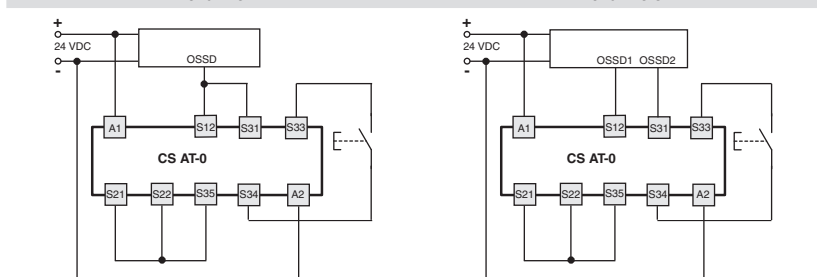 +
24 VDC
-
OSSD
A1 S12 S31 S33
CS AT-0
S21 S22 S35 S34 A2
+
24 VDC
-
OSSD1 OSSD2
A1 S12 S31 S33
CS AT-0
S21 S22 S35 S34 A2